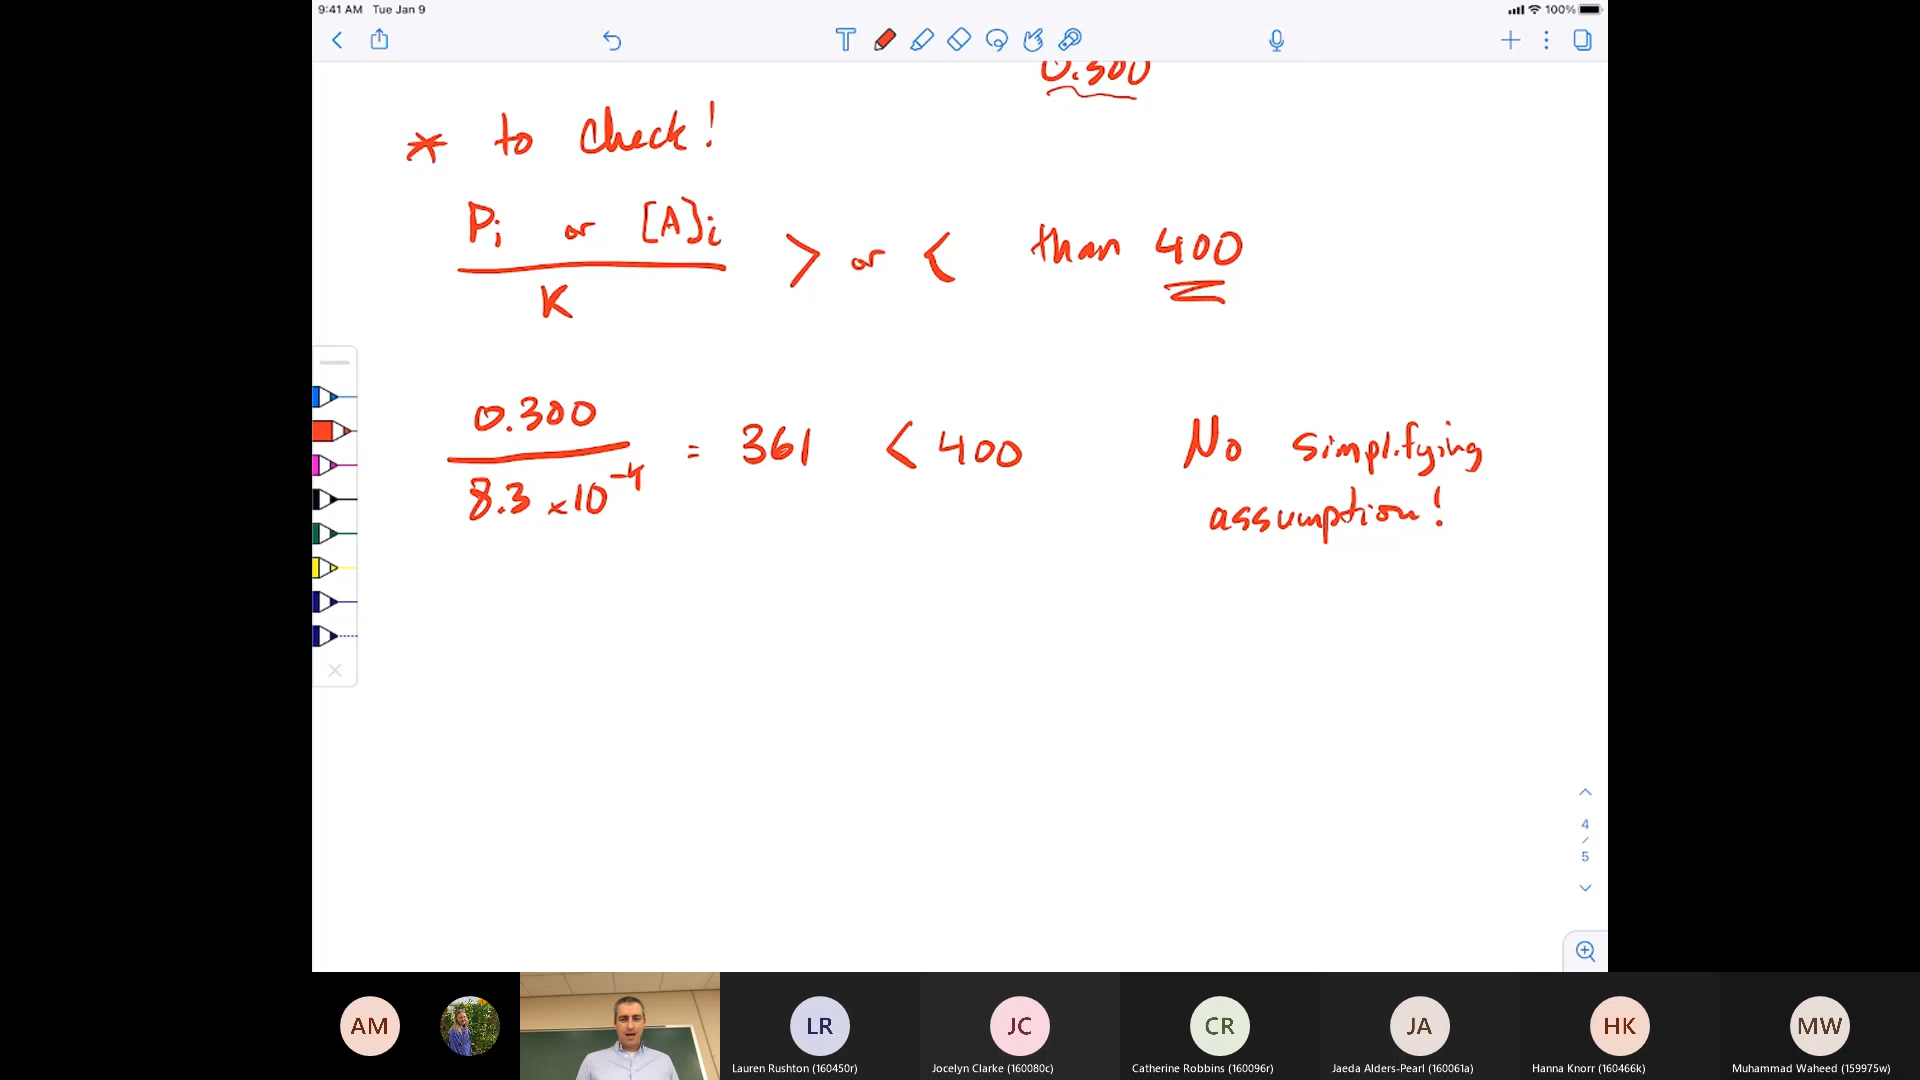 9:41 AM Tue Jan 9
100%
T
0.300
* to check!
Pi or [A]i
K
> or < than 400
0.300
8.3 x10-4
= 361 < 400
No simplifying
assumption!
4
/
5
AM
LR
JC
CR
JA
HK
MW
Lauren Rushton (160450r)
Jocelyn Clarke (160080c)
Catherine Robbins (160096r)
Jaeda Alders-Pearl (160061a)
Hanna Knorr (160466k)
Muhammad Waheed (159975w)